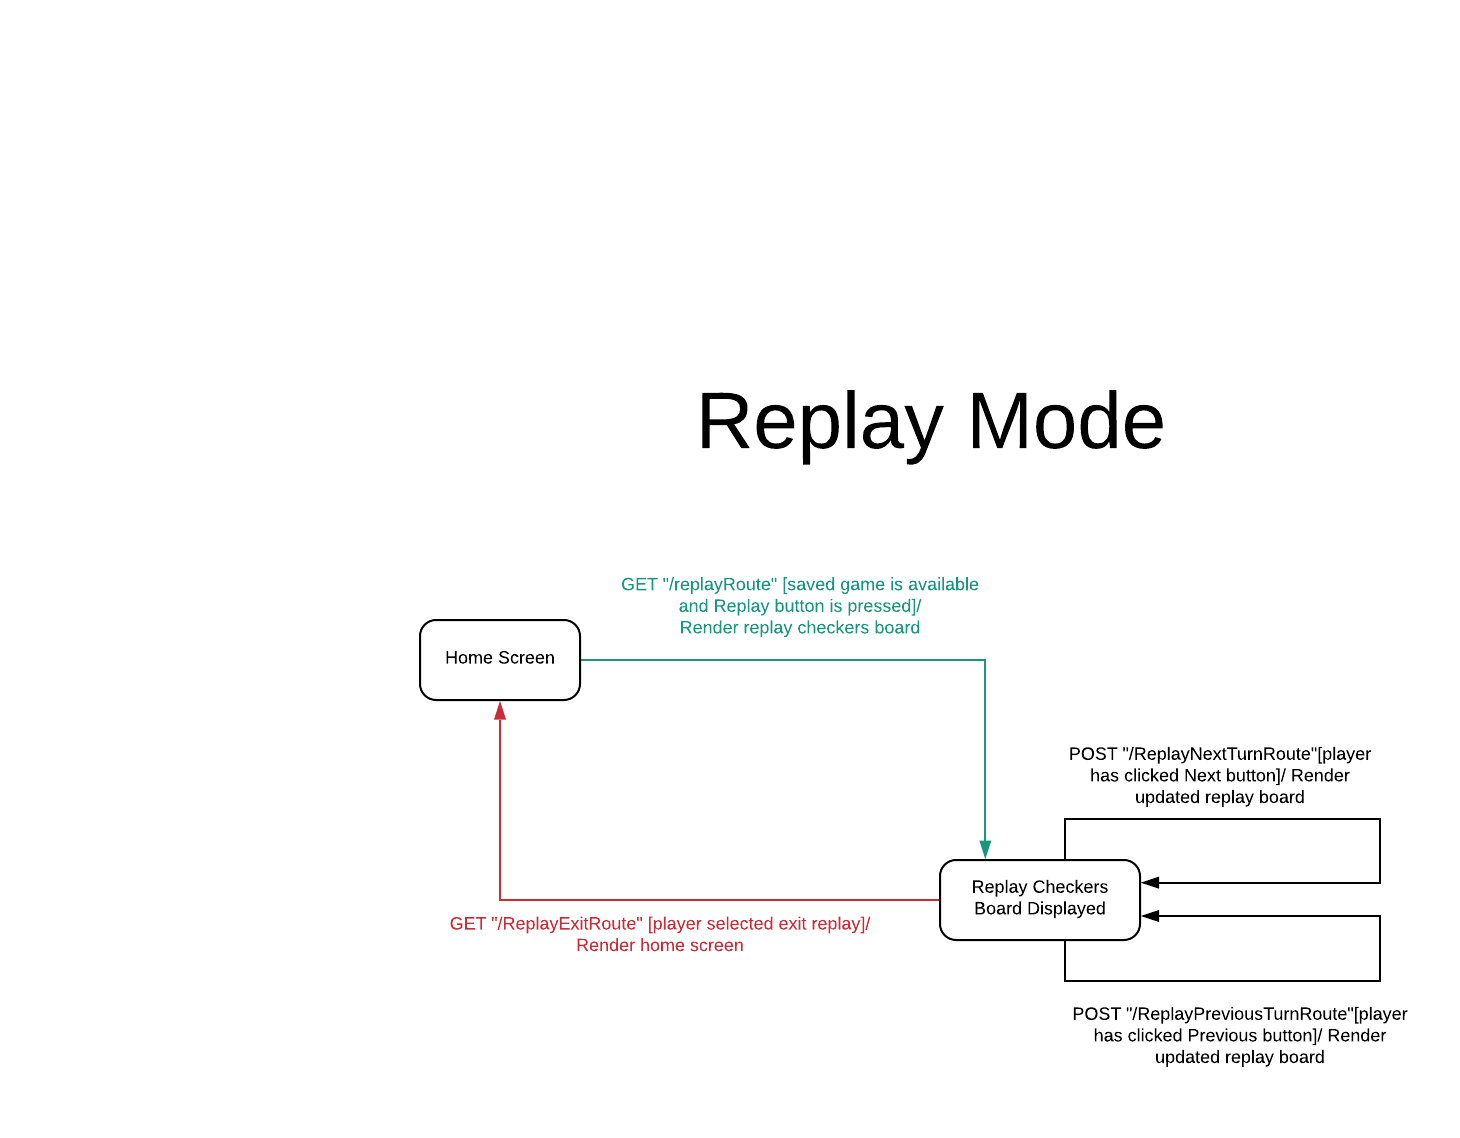 Replay Mode
GET "/replayRoute" [saved game is available
and Replay button is pressed]/
Render replay checkers board
Home Screen
POST "/ReplayNextTurnRoute"[player
has clicked Next button]/ Render
updated replay board
Replay Checkers
Board Displayed
GET "/ReplayExitRoute" [player selected exit replay]/
Render home screen
POST "/ReplayPreviousTurnRoute"[player
has clicked Previous button]/ Render
updated replay board